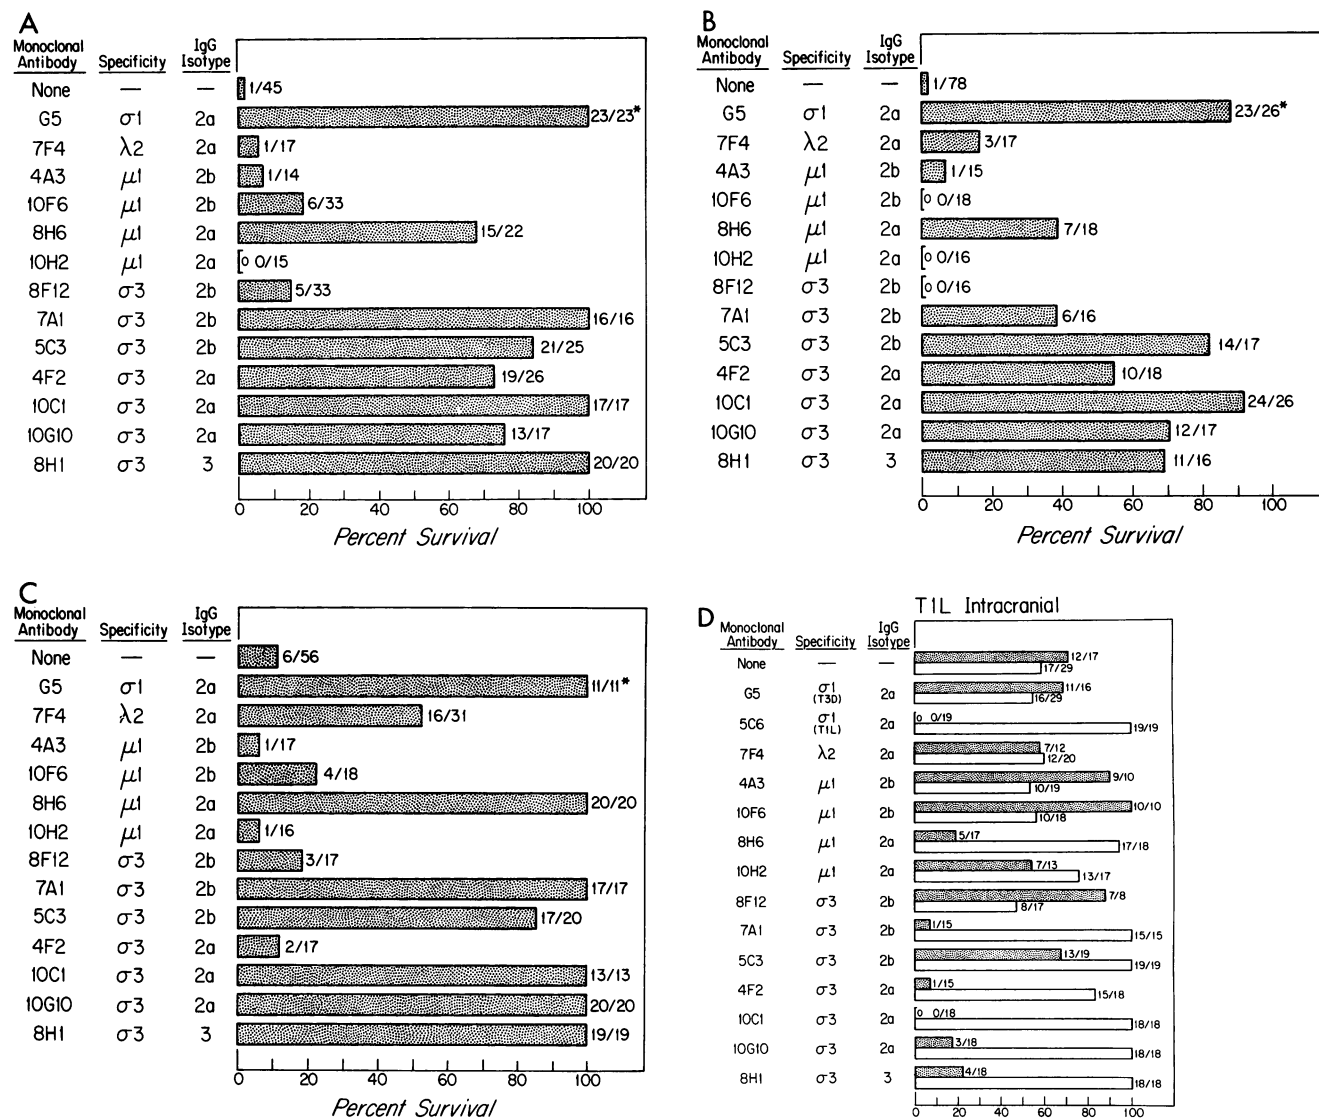 A
Monoclonal Antibody Specificity IgG Isotype
None — — 1/45
G5 σ1 2a 23/23*
7F4 λ2 2a 1/17
4A3 μ1 2b 1/14
10F6 μ1 2b 6/33
8H6 μ1 2a 15/22
10H2 μ1 2a 0/15
8F12 σ3 2b 5/33
7A1 σ3 2b 16/16
5C3 σ3 2b 21/25
4F2 σ3 2a 19/26
10C1 σ3 2a 17/17
10G10 σ3 2a 13/17
8H1 σ3 3 20/20
0 20 40 60 80 100
Percent Survival
B
Monoclonal Antibody Specificity IgG Isotype
None — — 1/78
G5 σ1 2a 23/26*
7F4 λ2 2a 3/17
4A3 μ1 2b 1/15
10F6 μ1 2b 0/18
8H6 μ1 2a 7/18
10H2 μ1 2a 0/16
8F12 σ3 2b 0/16
7A1 σ3 2b 6/16
5C3 σ3 2b 14/17
4F2 σ3 2a 10/18
10C1 σ3 2a 24/26
10G10 σ3 2a 12/17
8H1 σ3 3 11/16
0 20 40 60 80 100
Percent Survival
C
Monoclonal Antibody Specificity IgG Isotype
None — — 6/56
G5 σ1 2a 11/11*
7F4 λ2 2a 16/31
4A3 μ1 2b 1/17
10F6 μ1 2b 4/18
8H6 μ1 2a 20/20
10H2 μ1 2a 1/16
8F12 σ3 2b 3/17
7A1 σ3 2b 17/17
5C3 σ3 2b 17/20
4F2 σ3 2a 2/17
10C1 σ3 2a 13/13
10G10 σ3 2a 20/20
8H1 σ3 3 19/19
0 20 40 60 80 100
Percent Survival
D
T1L Intracranial
Monoclonal Antibody Specificity IgG Isotype
None — — 12/17
17/29
G5 σ1 (T3D) 2a 11/16
16/29
5C6 σ1 (T1L) 2a 0/19
19/19
7F4 λ2 2a 7/12
12/20
4A3 μ1 2b 9/10
10/19
10F6 μ1 2b 10/10
10/18
8H6 μ1 2a 5/17
17/18
10H2 μ1 2a 7/13
13/17
8F12 σ3 2b 7/8
8/17
7A1 σ3 2b 1/15
15/15
5C3 σ3 2b 13/19
19/19
4F2 σ3 2a 1/15
15/18
10C1 σ3 2a 0/18
18/18
10G10 σ3 2a 3/18
18/18
8H1 σ3 3 4/18
18/18
0 20 40 60 80 100